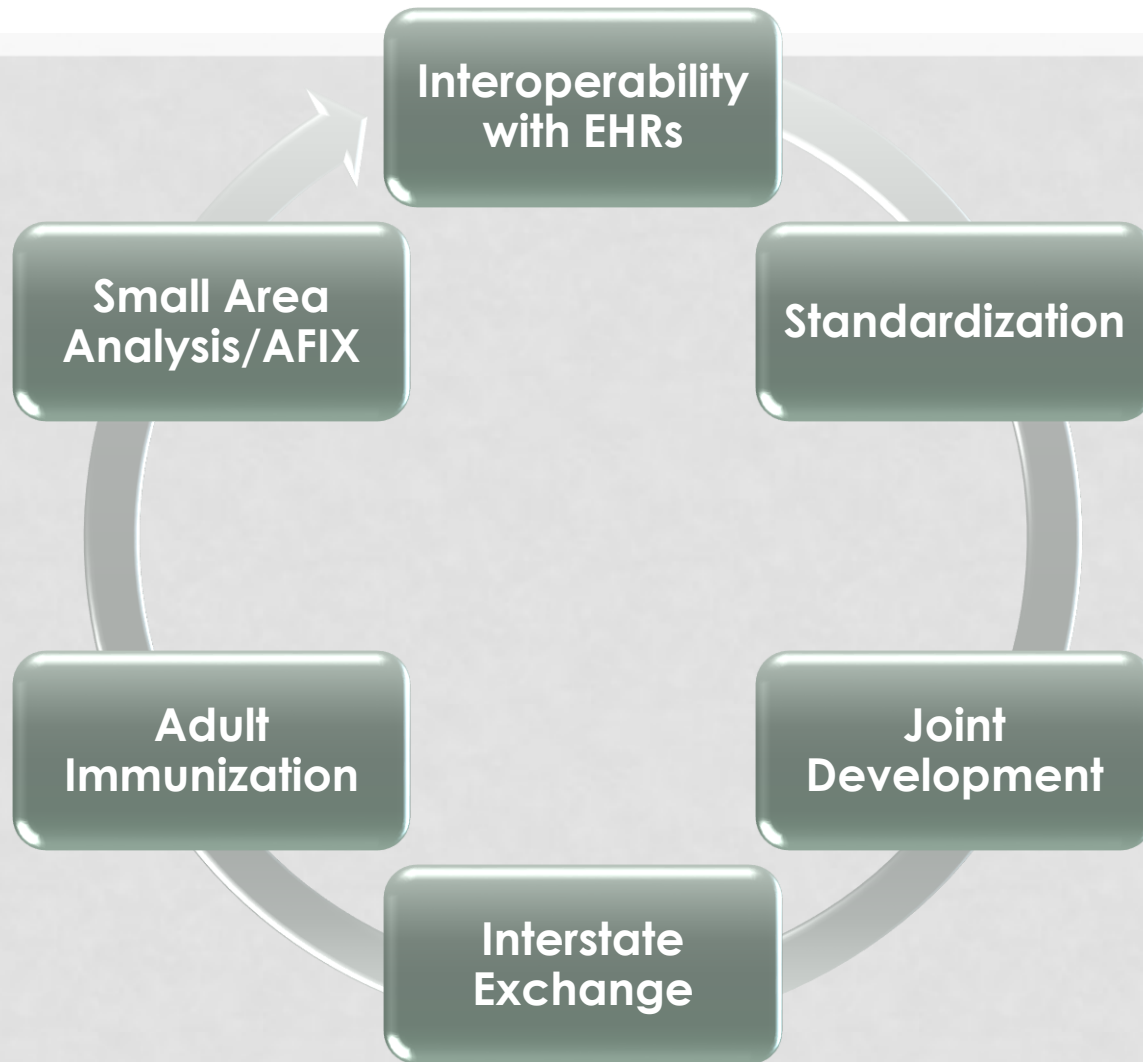 Interoperability
with EHRs
Standardization
Joint
Development
Interstate
Exchange
Adult
Immunization
Small Area
Analysis/AFIX